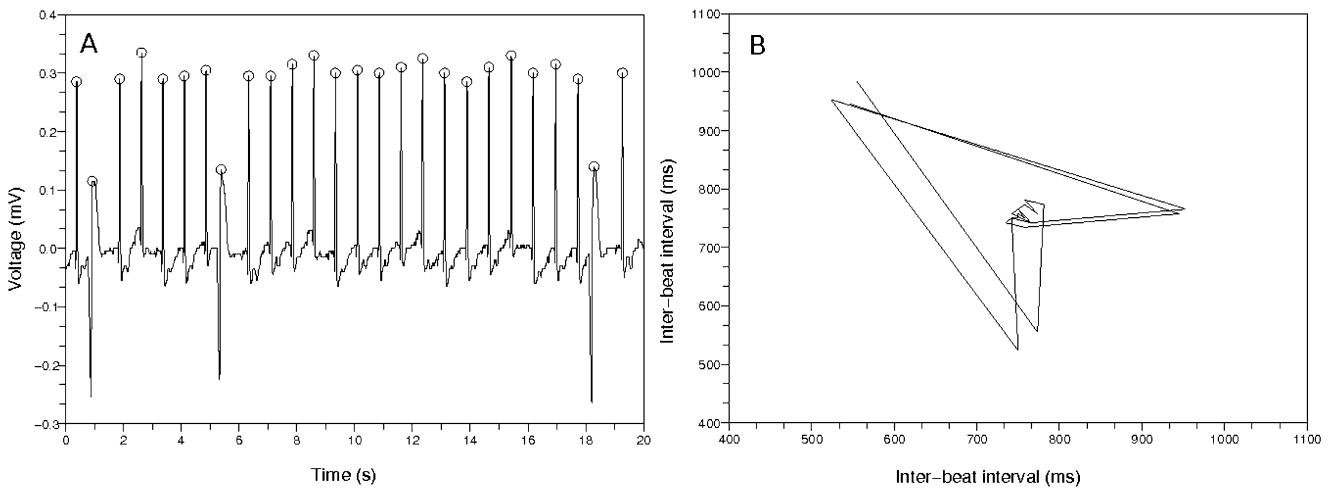 A
0.4
0.3
0.2
0.1
0.0
−0.1
−0.2
−0.3
0 2 4 6 8 10 12 14 16 18 20
Voltage (mV)
Time (s)
B
1100
1000
900
800
700
600
500
400
400 500 600 700 800 900 1000 1100
Inter−beat interval (ms)
Inter−beat interval (ms)